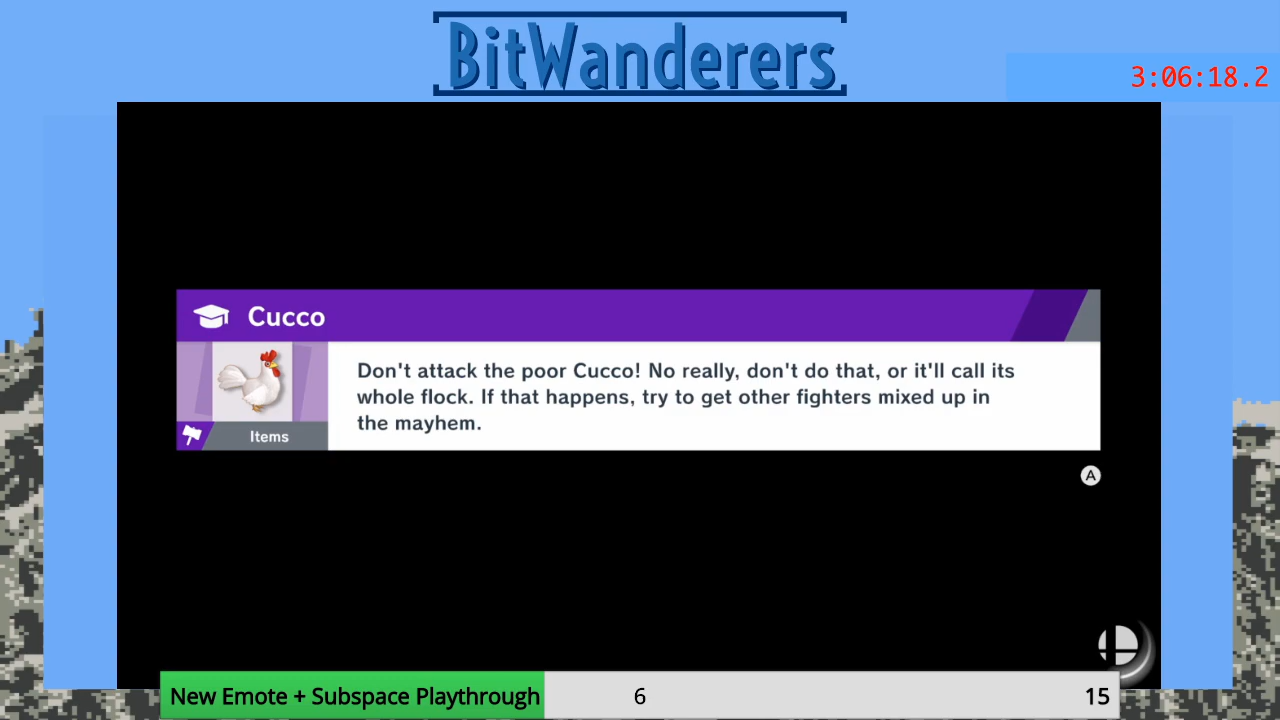 BitWanderers
3:06:18.2
Cucco
Don't attack the poor Cucco! No really, don't do that, or it'll call its
whole flock. If that happens, try to get other fighters mixed up in
the mayhem.
Items
A
New Emote + Subspace Playthrough 6 15